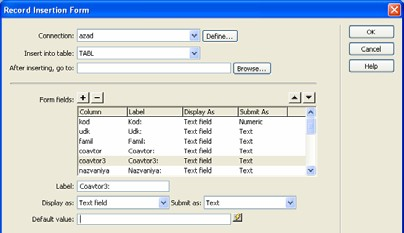 Record Insertion Form
Connection: azad Define... OK
Insert into table: TABL Cancel
After inserting, go to: Browse... Help
Form fields:
Column Label Display As Submit As
kod Kod: Text field Numeric
udk Udk: Text field Text
famil Famil: Text field Text
coavtor Coavtor: Text field Text
coavtor3 Coavtor3: Text field Text
nazvaniya Nazvaniya: Text field Text
Label: Coavtor3:
Display as: Text field Submit as: Text
Default value: